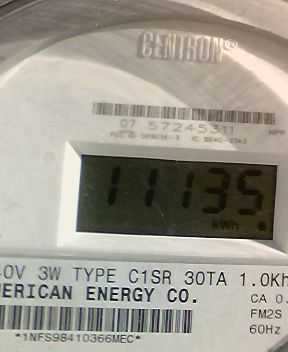 CENTRON®
07 57245311
11135
kWh
0V 3W TYPE C1SR 30TA 1.0Kh
MERICAN ENERGY CO.
CA 0.
FM2S
60Hz
*1NFS98410366MEC*